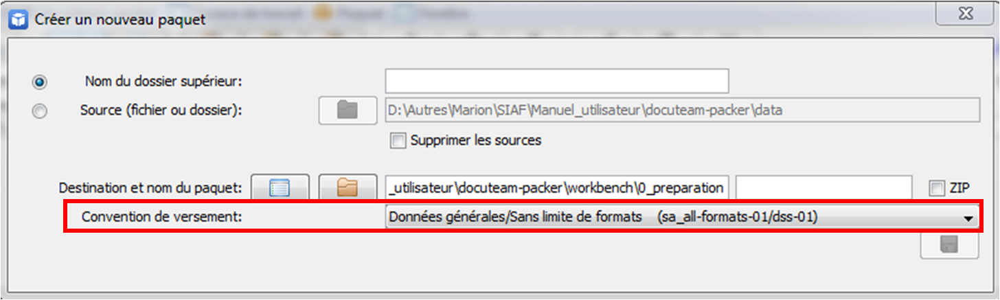 Créer un nouveau paquet
Nom du dossier supérieur:
Source (fichier ou dossier): D:\Autres\Marion\SIAF\Manuel_utilisateur\docuteam-packer\data
Supprimer les sources
Destination et nom du paquet: _utilisateur\docuteam-packer\workbench\0_preparation ZIP
Convention de versement: Données générales/Sans limite de formats (sa_all-formats-01/dss-01)